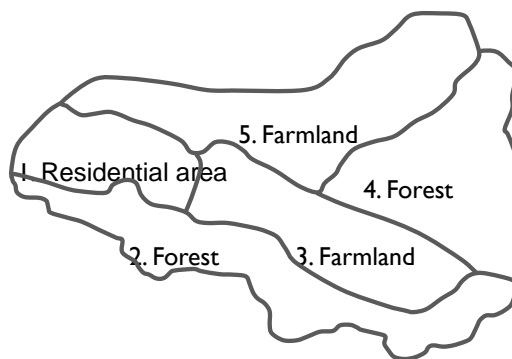 5. Farmland
1. Residential area
4. Forest
2. Forest
3. Farmland